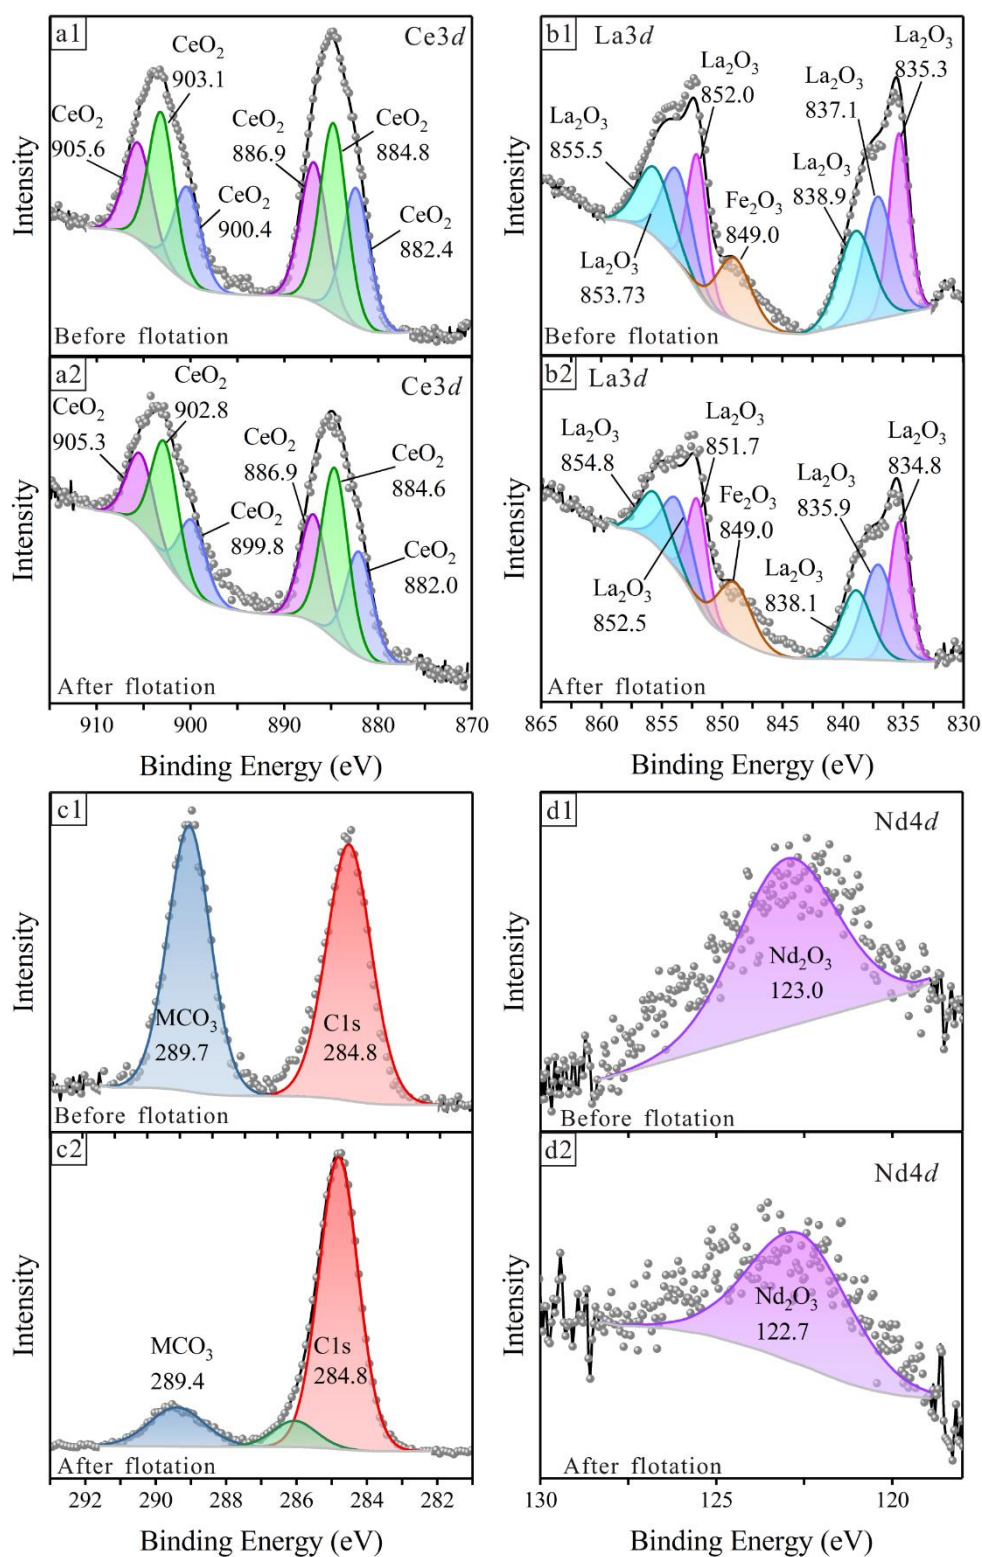 a1
Ce3d
CeO2
903.1
CeO2
905.6
CeO2
886.9
CeO2
884.8
CeO2
900.4
CeO2
882.4
Intensity
Before flotation
b1
La3d
La2O3
835.3
La2O3
852.0
La2O3
837.1
La2O3
855.5
La2O3
838.9
Fe2O3
849.0
La2O3
853.73
Intensity
Before flotation
a2
Ce3d
CeO2
902.8
CeO2
905.3
CeO2
886.9
CeO2
884.6
CeO2
899.8
CeO2
882.0
Intensity
After flotation
910 900 890 880 870
Binding Energy (eV)
b2
La3d
La2O3
851.7
La2O3
854.8
La2O3
834.8
La2O3
835.9
Fe2O3
849.0
La2O3
838.1
La2O3
852.5
Intensity
After flotation
865 860 855 850 845 840 835 830
Binding Energy (eV)
c1
MCO3
289.7
C1s
284.8
Intensity
Before flotation
d1
Nd4d
Nd2O3
123.0
Intensity
Before flotation
c2
MCO3
289.4
C1s
284.8
Intensity
After flotation
292 290 288 286 284 282
Binding Energy (eV)
d2
Nd4d
Nd2O3
122.7
Intensity
After flotation
130 125 120
Binding Energy (eV)